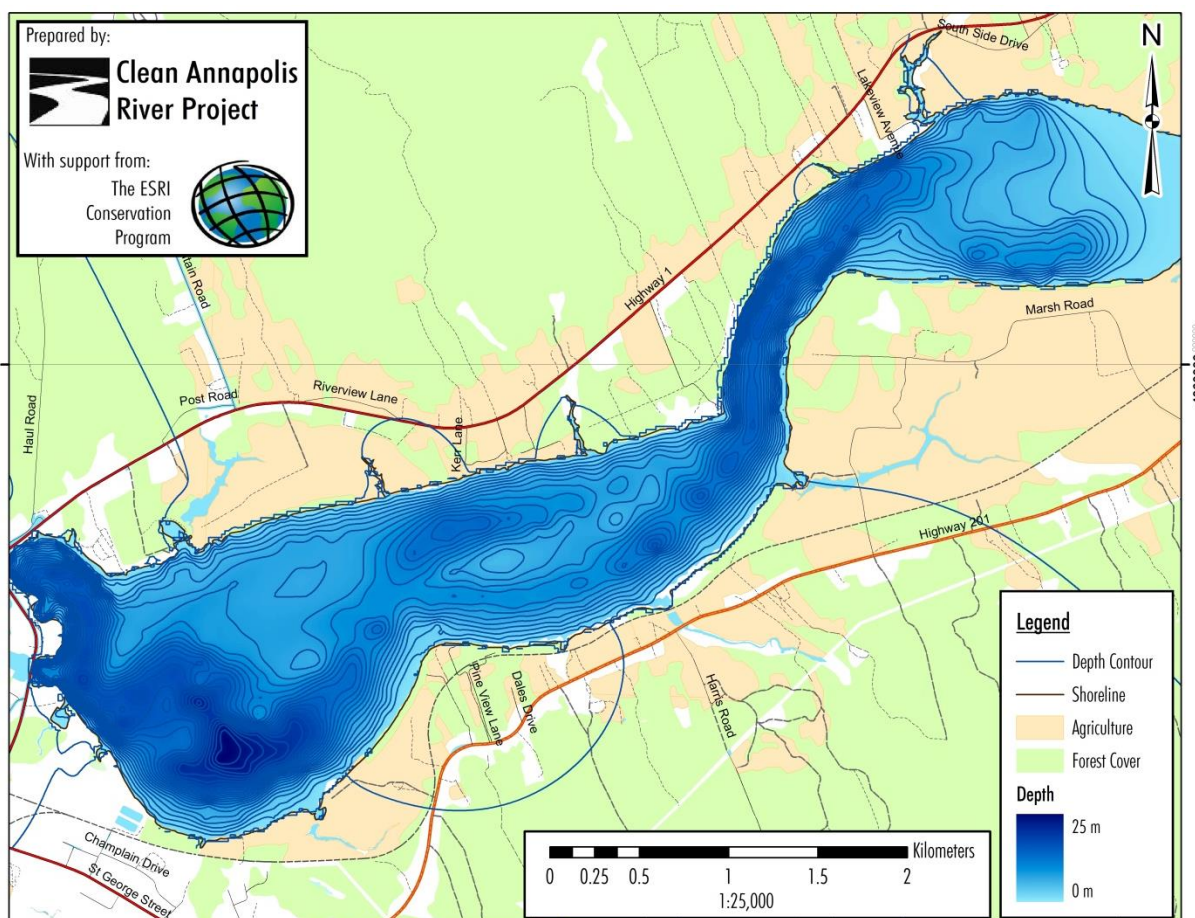 Prepared by:
Clean Annapolis
River Project
With support from:
The ESRI
Conservation
Program
South Side Drive
N
Lakeview Avenue
Highway 1
Marsh Road
Riverview Lane
Post Road
Kerr Lane
Haul Road
Highway 201
Pine View Lane
Dales Drive
Harris Road
Champlain Drive
St George Street
Legend
Depth Contour
Shoreline
Agriculture
Forest Cover
Depth
25 m
0 m
Kilometers
0 0.25 0.5 1 1.5 2
1:25,000